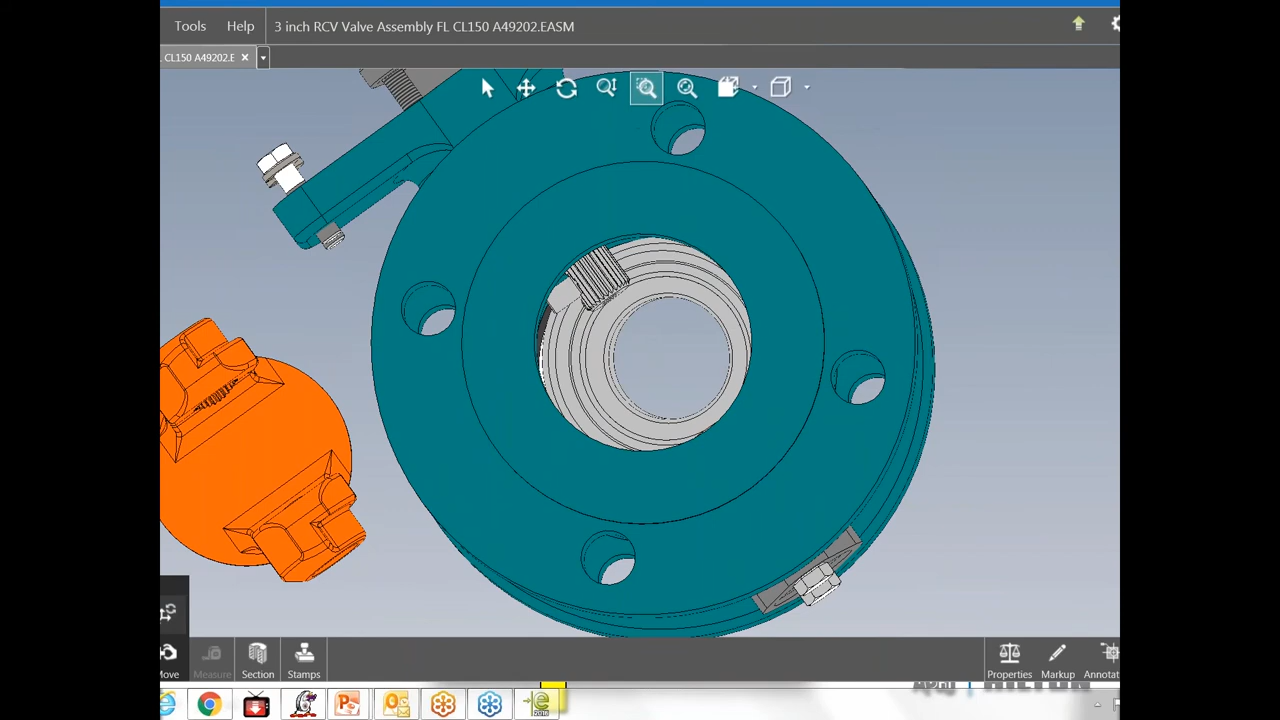 Tools Help 3 inch RCV Valve Assembly FL CL150 A49202.EASM
CL150 A49202.E
Move Measure Section Stamps Properties Markup Annotat
2016